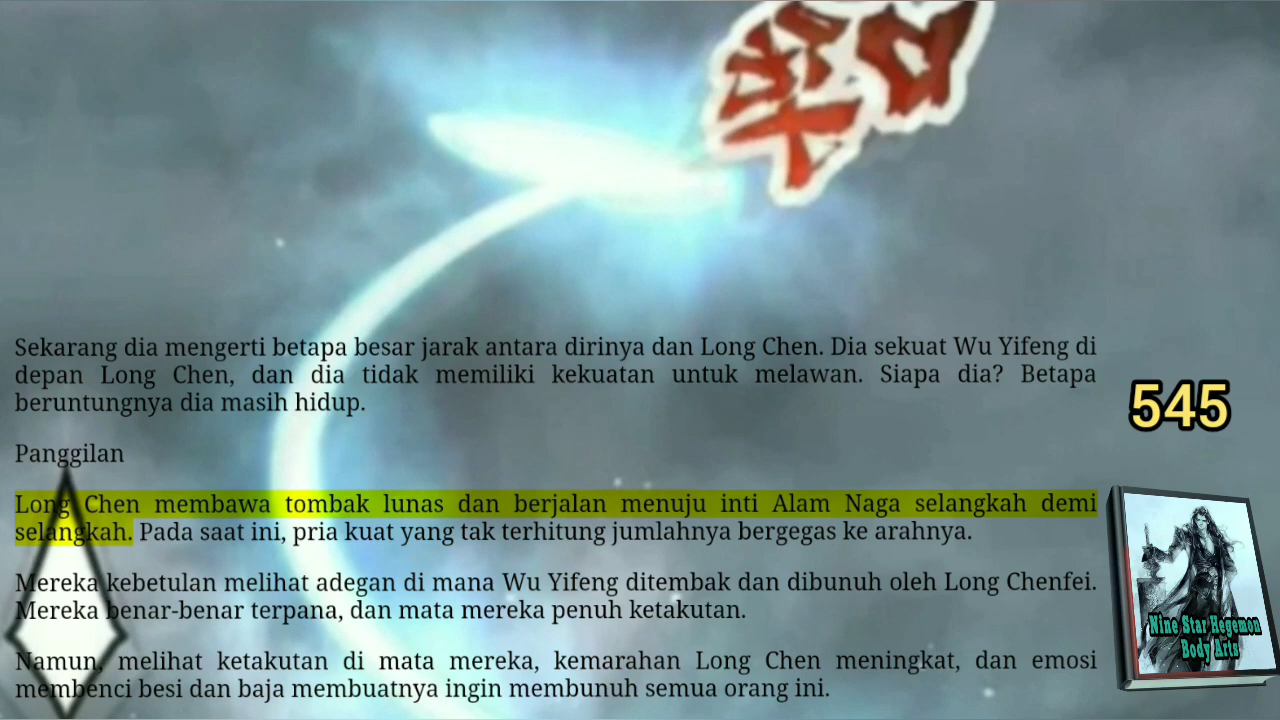 Sekarang dia mengerti betapa besar jarak antara dirinya dan Long Chen. Dia sekuat Wu Yifeng di
depan Long Chen, dan dia tidak memiliki kekuatan untuk melawan. Siapa dia? Betapa
beruntungnya dia masih hidup.
545
Panggilan
Long Chen membawa tombak lunas dan berjalan menuju inti Alam Naga selangkah demi
selangkah. Pada saat ini, pria kuat yang tak terhitung jumlahnya bergegas ke arahnya.
Mereka kebetulan melihat adegan di mana Wu Yifeng ditembak dan dibunuh oleh Long Chenfei.
Mereka benar-benar terpana, dan mata mereka penuh ketakutan.
Nine Star Hegemon
Body Arts
Namun, melihat ketakutan di mata mereka, kemarahan Long Chen meningkat, dan emosi
membenci besi dan baja membuatnya ingin membunuh semua orang ini.